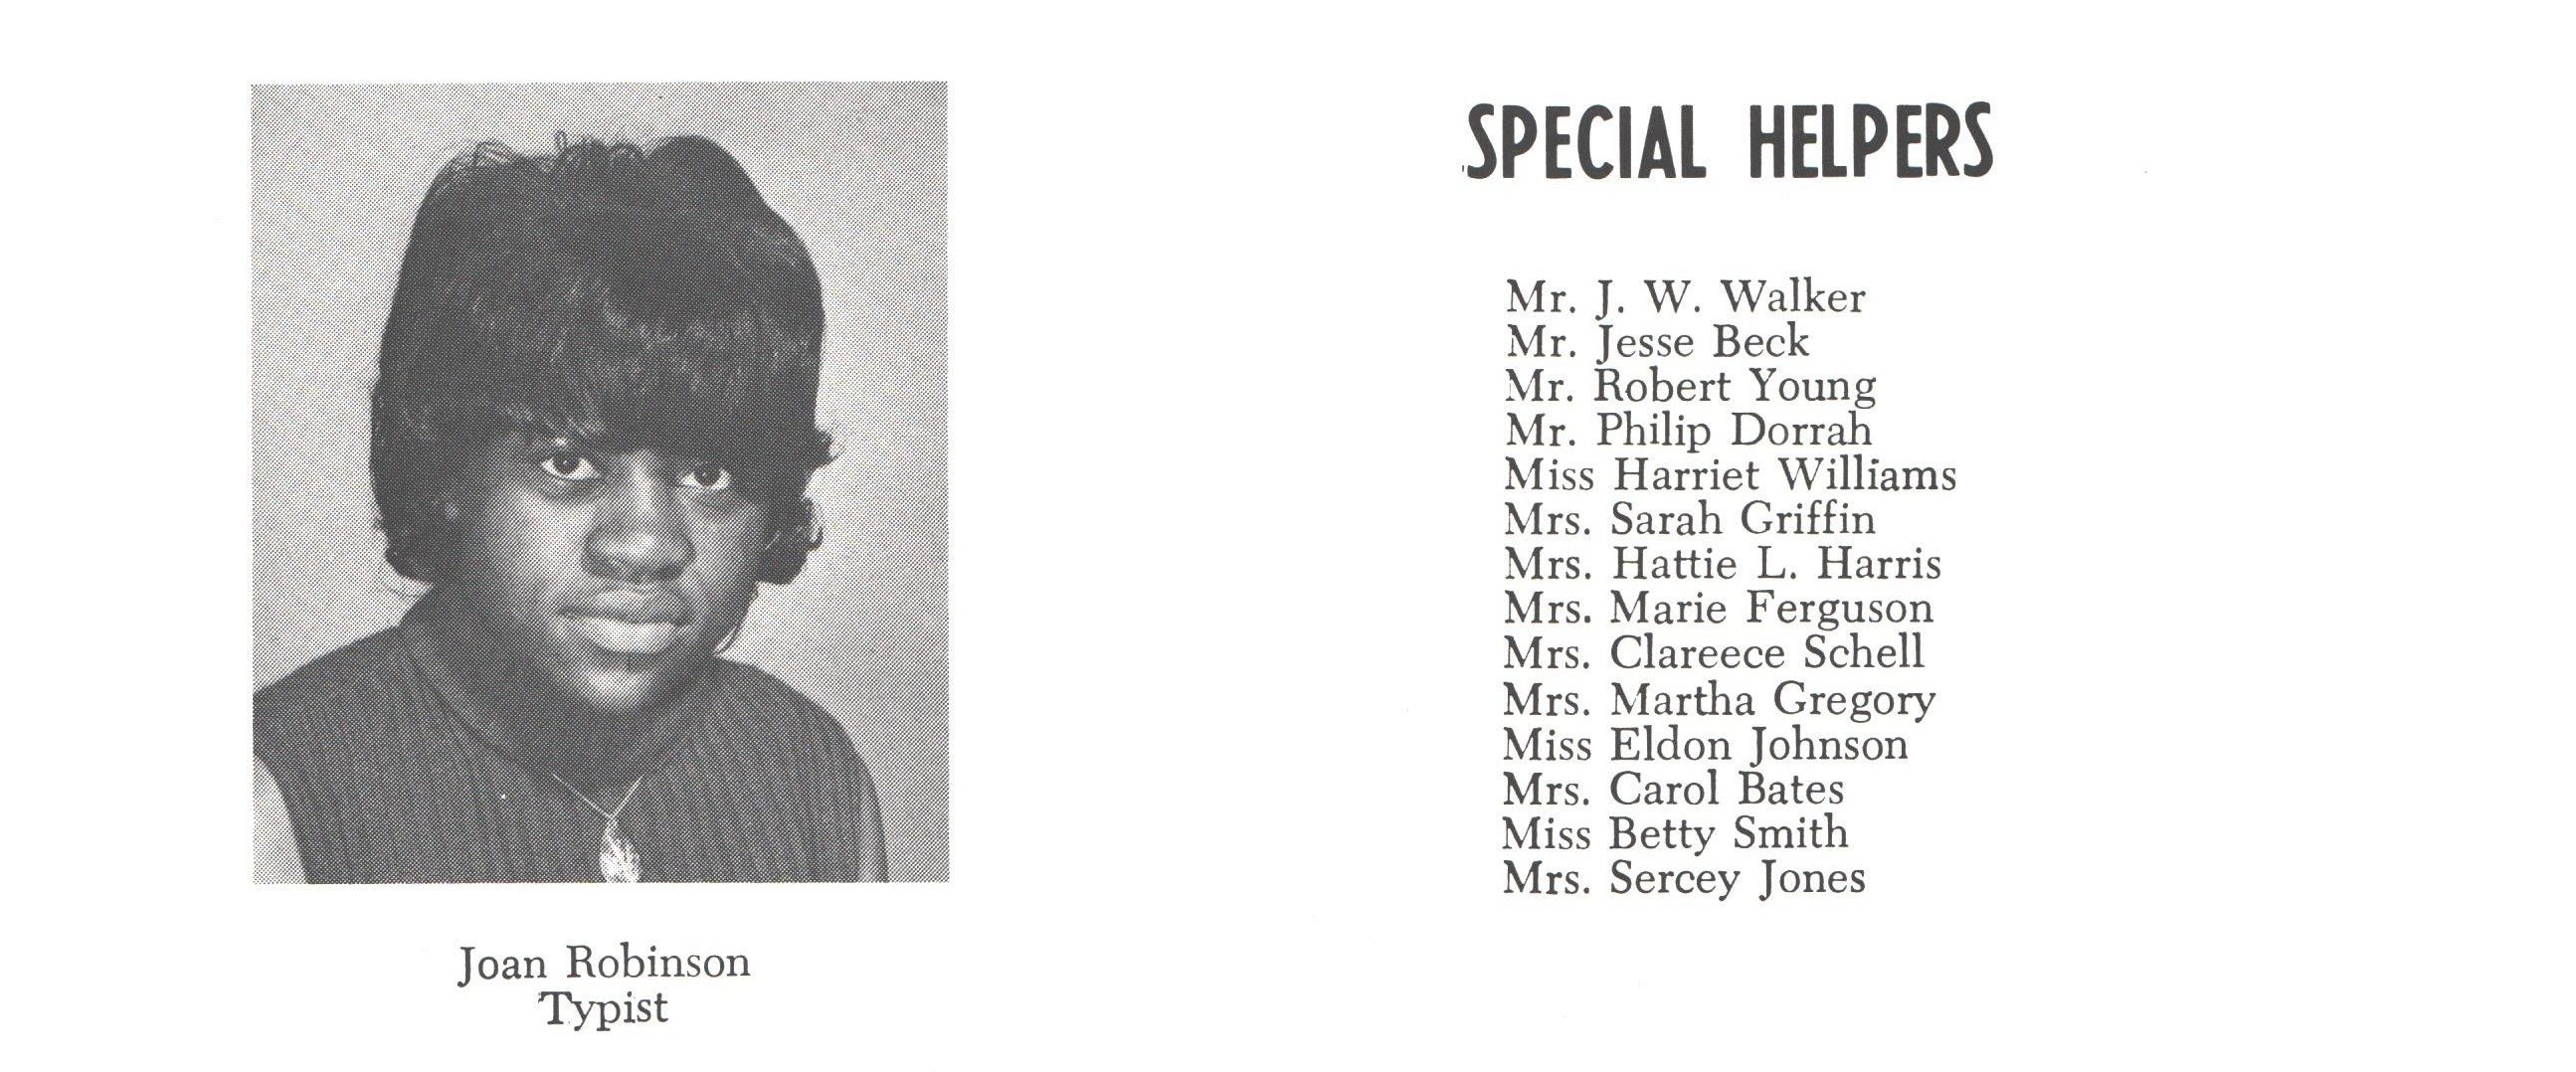 SPECIAL HELPERS
Mr. J. W. Walker
Mr. Jesse Beck
Mr. Robert Young
Mr. Philip Dorrah
Miss Harriet Williams
Mrs. Sarah Griffin
Mrs. Hattie L. Harris
Mrs. Marie Ferguson
Mrs. Clareece Schell
Mrs. Martha Gregory
Miss Eldon Johnson
Mrs. Carol Bates
Miss Betty Smith
Mrs. Sercey Jones
Joan Robinson
Typist